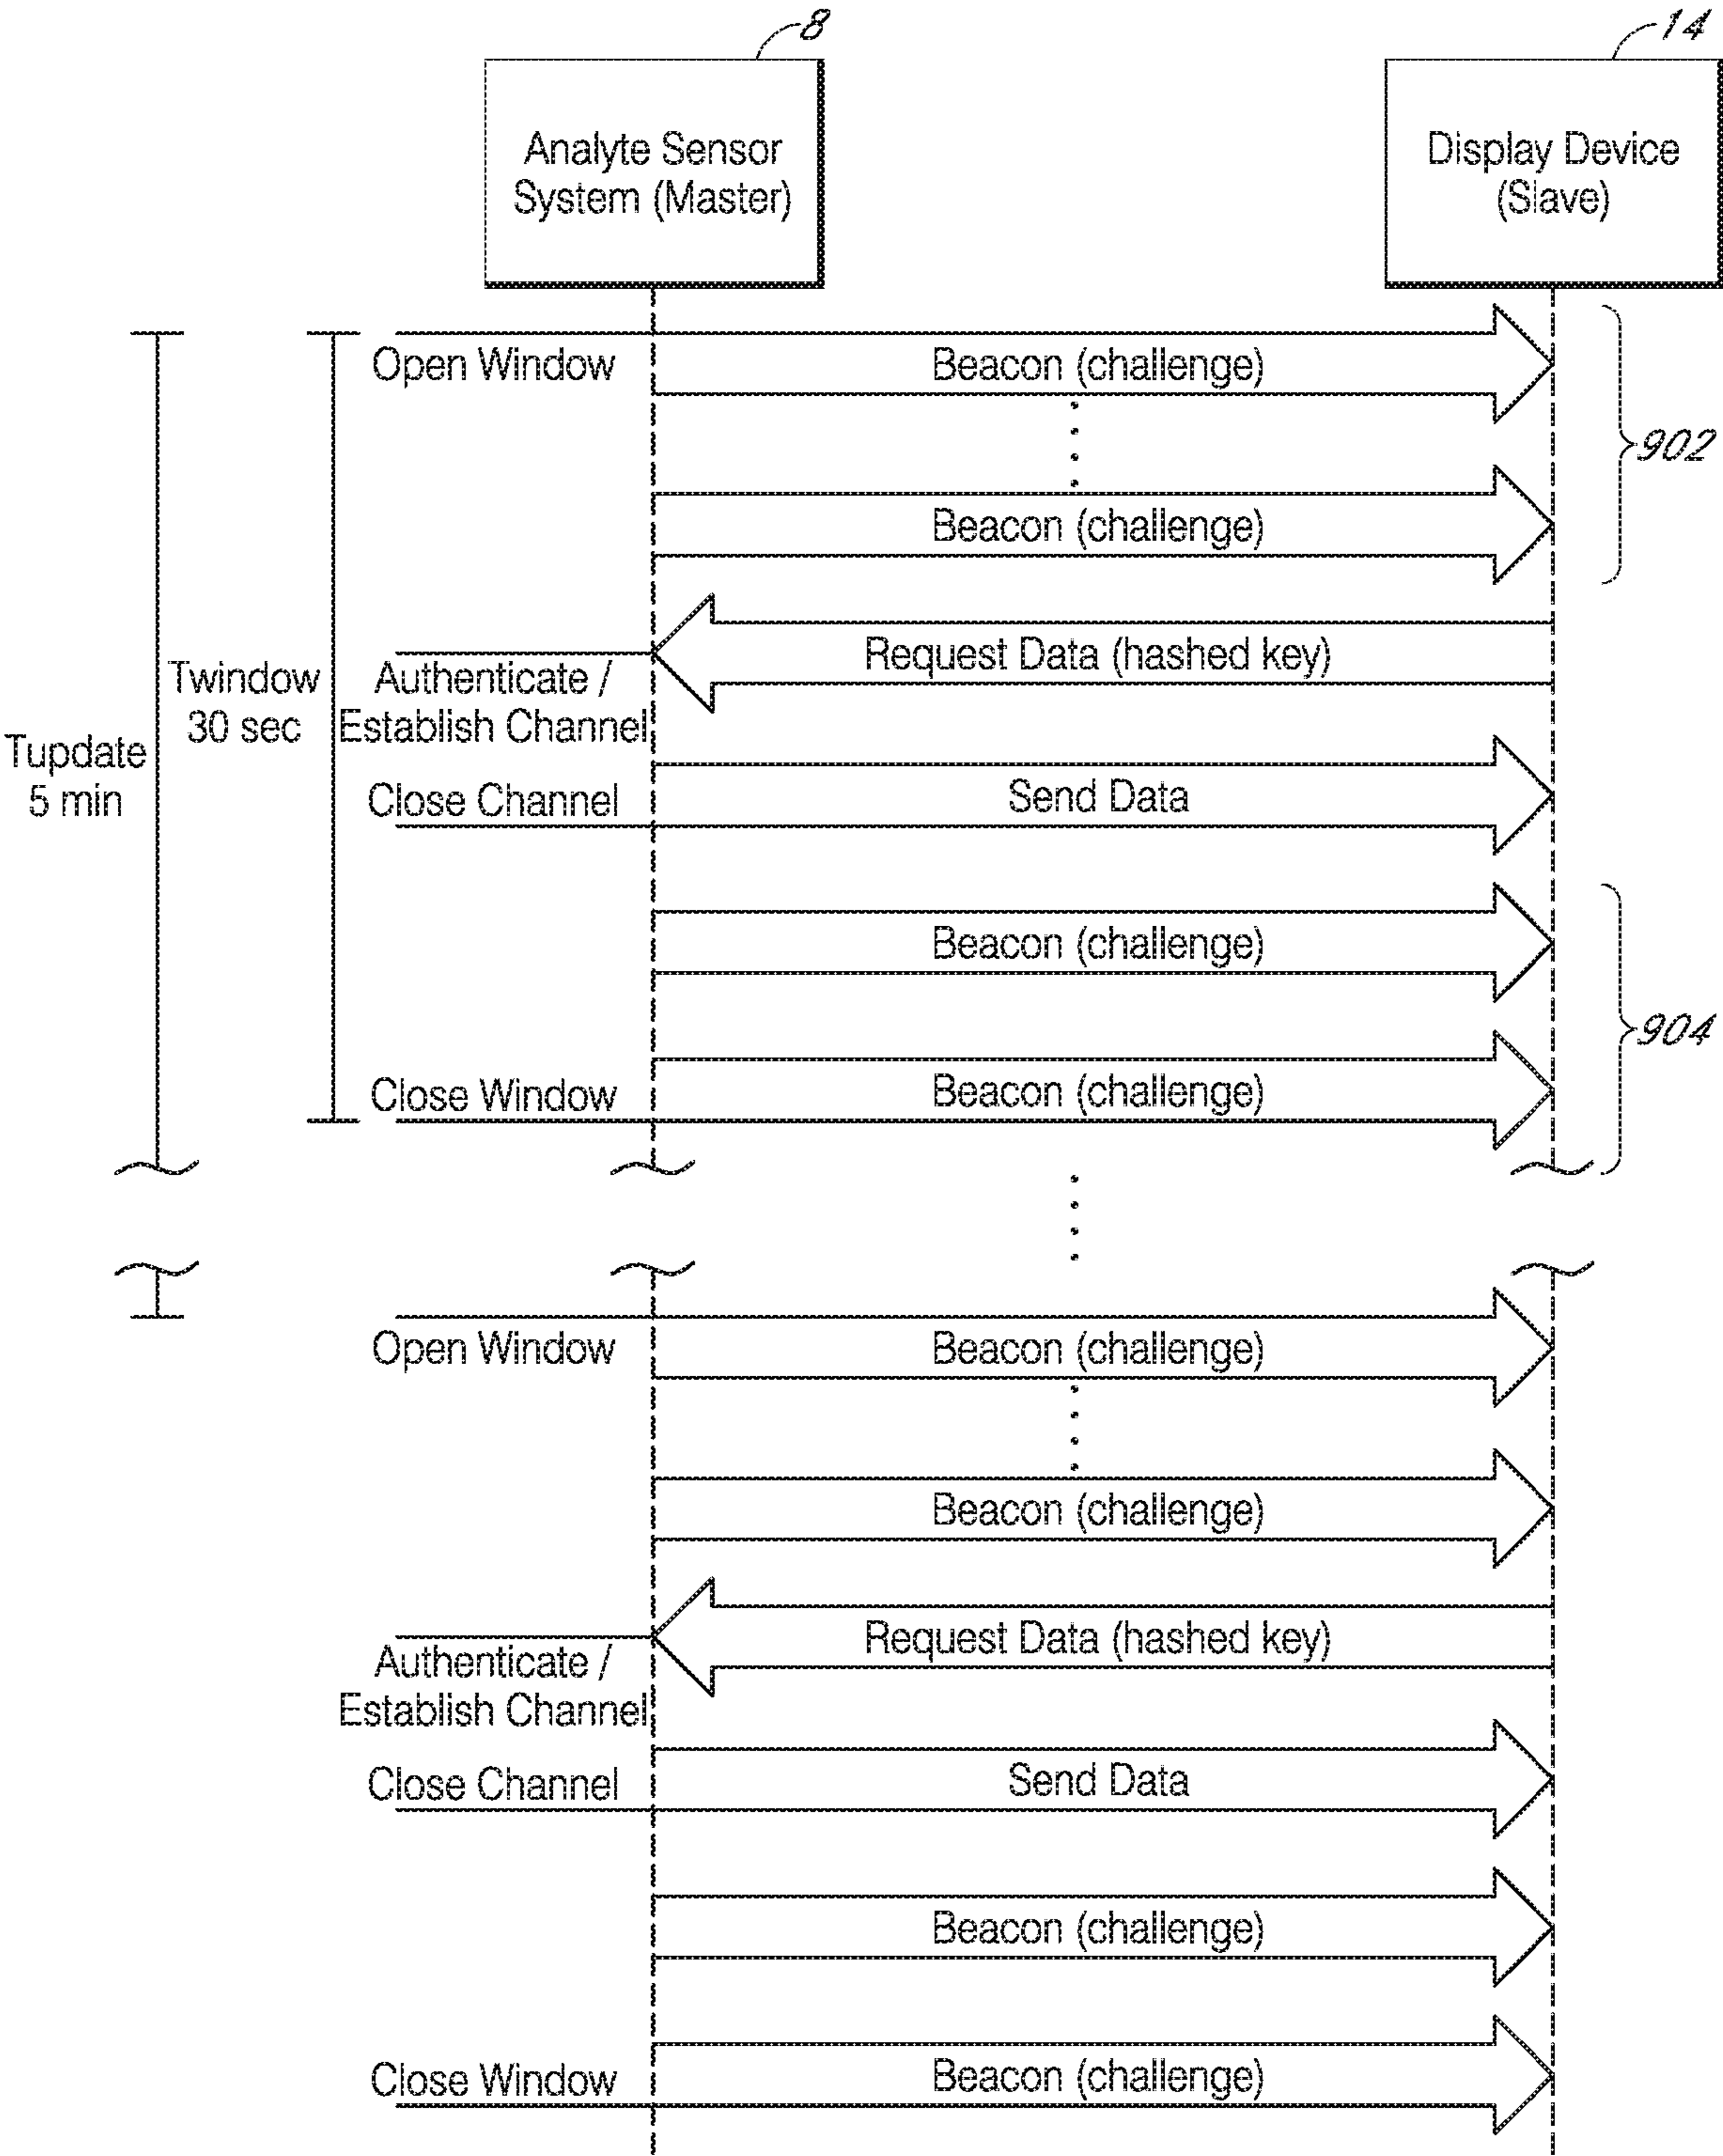 8
14
Analyte Sensor
System (Master)
Display Device
(Slave)
Open Window
Beacon (challenge)
902
Beacon (challenge)
Request Data (hashed key)
Twindow
30 sec
Authenticate /
Establish Channel
Tupdate
5 min
Close Channel
Send Data
Beacon (challenge)
904
Close Window
Beacon (challenge)
Open Window
Beacon (challenge)
Beacon (challenge)
Request Data (hashed key)
Authenticate /
Establish Channel
Close Channel
Send Data
Beacon (challenge)
Close Window
Beacon (challenge)